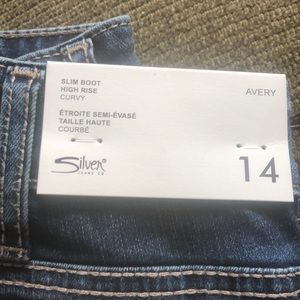 SLIM BOOT
HIGH RISE
CURVY
AVERY
ÉTROITE SEMI-ÉVASÉ
TAILLE HAUTE
COURBÉ
Silver®
JEANS CO
14